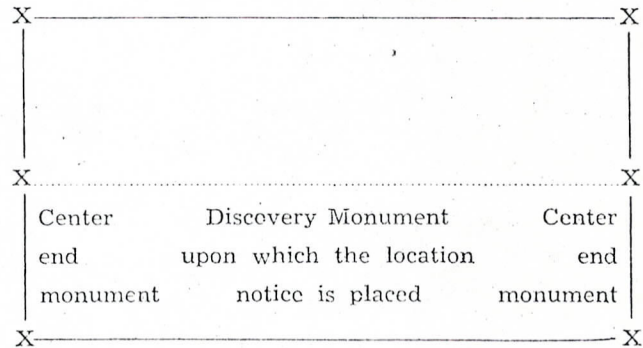 X X
X X
Center Discovery Monument Center
end upon which the location end
monument notice is placed monument
X X